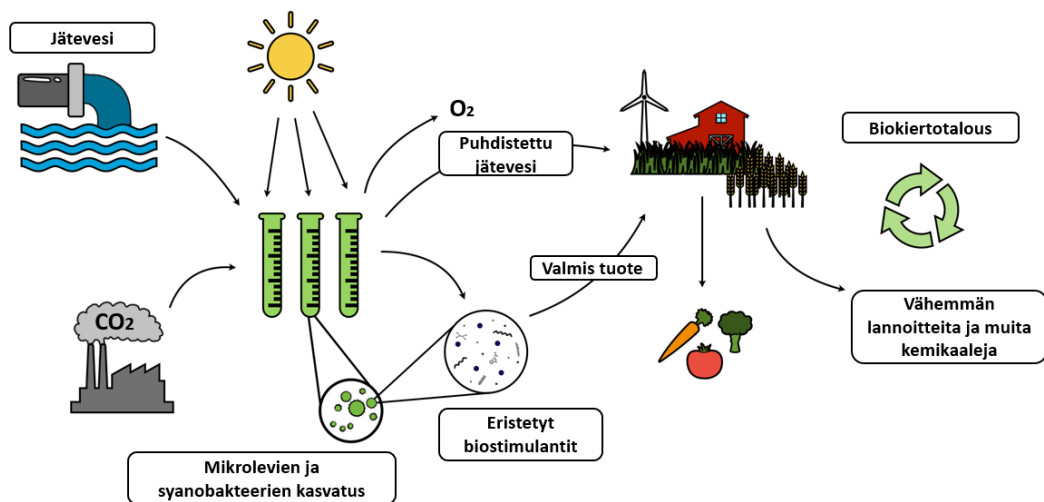 Jätevesi
O2
Puhdistettu
jätevesi
Biokiertotalous
Valmis tuote
CO2
Vähemmän
lannoitteita ja muita
kemikaaleja
Eristetyt
biostimulantit
Mikrolevien ja
syanobakteerien kasvatus